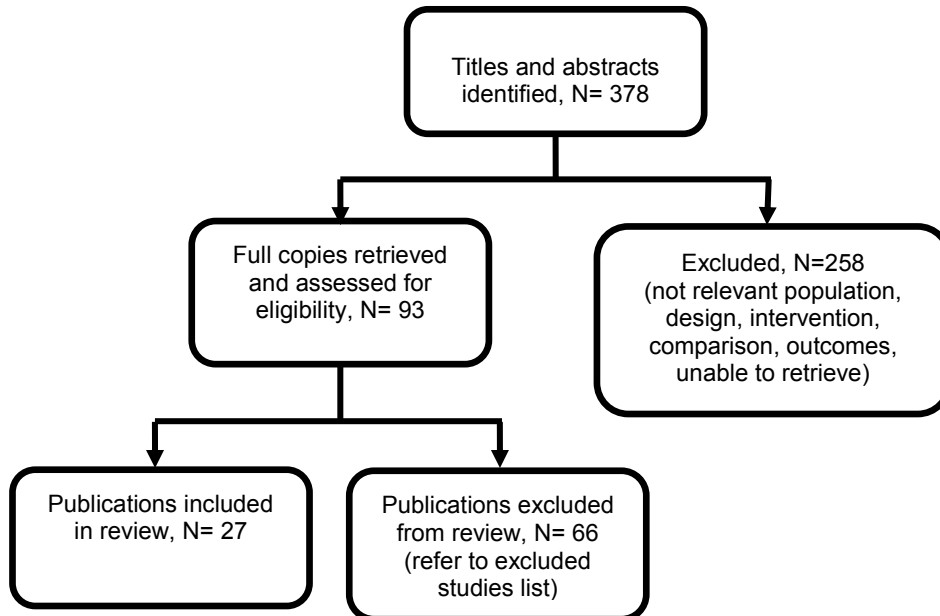 Titles and abstracts
identified, N= 378
Full copies retrieved
and assessed for
eligibility, N= 93
Excluded, N=258
(not relevant population,
design, intervention,
comparison, outcomes,
unable to retrieve)
Publications included
in review, N= 27
Publications excluded
from review, N= 66
(refer to excluded
studies list)